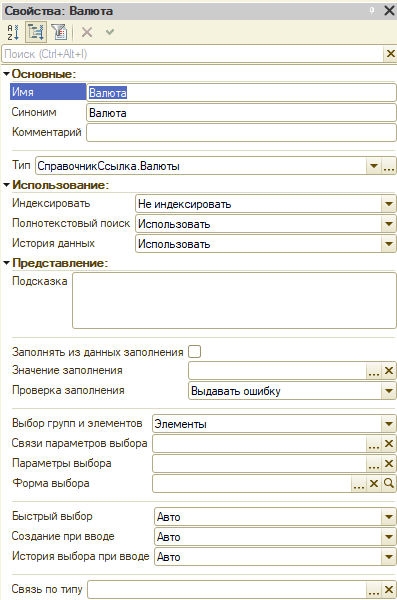 Свойства: Валюта
Поиск (Ctrl+Alt+I)
Основные:
Имя Валюта
Синоним Валюта
Комментарий
Тип СправочникСсылка.Валюты
Использование:
Индексировать Не индексировать
Полнотекстовый поиск Использовать
История данных Использовать
Представление:
Подсказка
Заполнять из данных заполнения
Значение заполнения
Проверка заполнения Выдавать ошибку
Выбор групп и элементов Элементы
Связи параметров выбора
Параметры выбора
Форма выбора
Быстрый выбор Авто
Создание при вводе Авто
История выбора при вводе Авто
Связь по типу